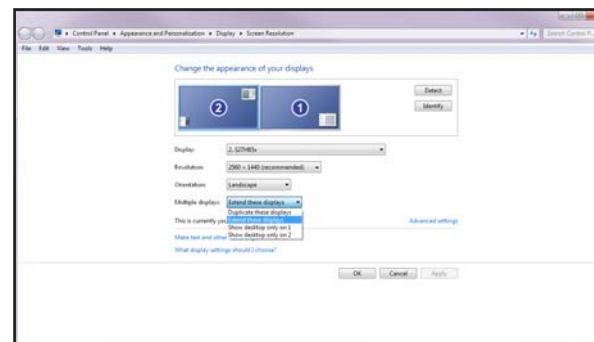 Control Panel ▸ Appearance and Personalization ▸ Display ▸ Screen Resolution
Search Control P
File Edit View Tools Help
Change the appearance of your displays
2
1
Detect
Identify
Display:
Resolution: 2560 × 1440 (recommended)
Orientation: Landscape
Multiple displays: Extend these displays
Duplicate these displays
Extend these displays
This is currently yo
Show desktop only on 1
Advanced settings
Make text and other
Show desktop only on 2
What display settings should I choose?
OK Cancel Apply